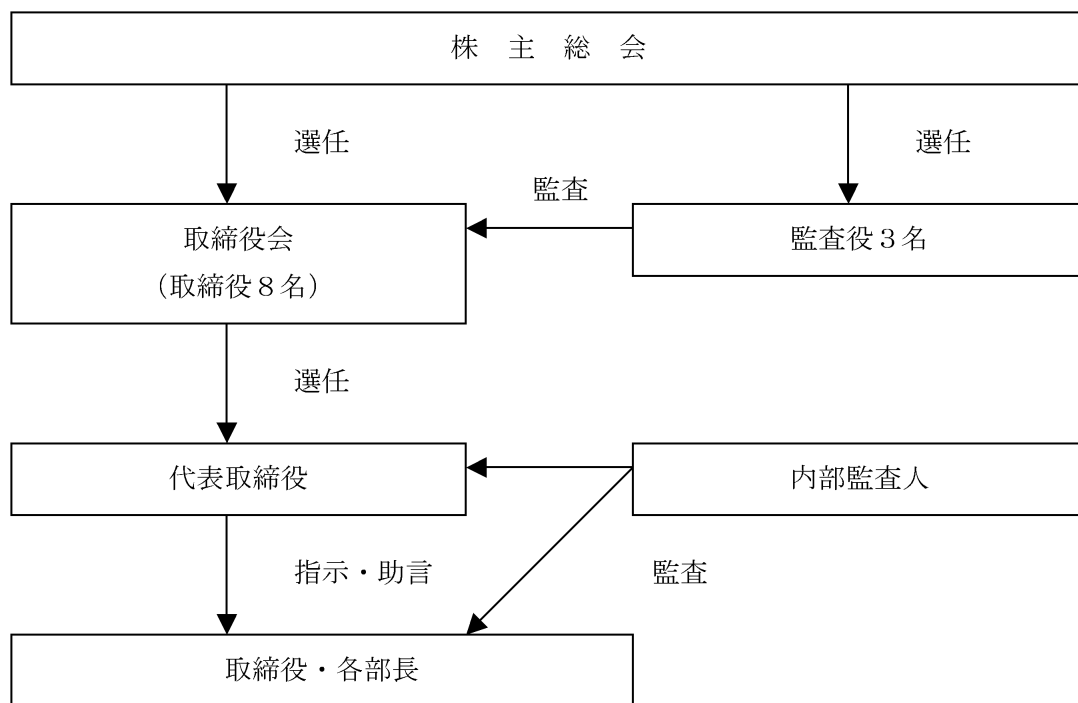 株　主　総　会
選任
選任
監査
取締役会
（取締役８名）
監査役３名
選任
代表取締役
内部監査人
指示・助言
監査
取締役・各部長